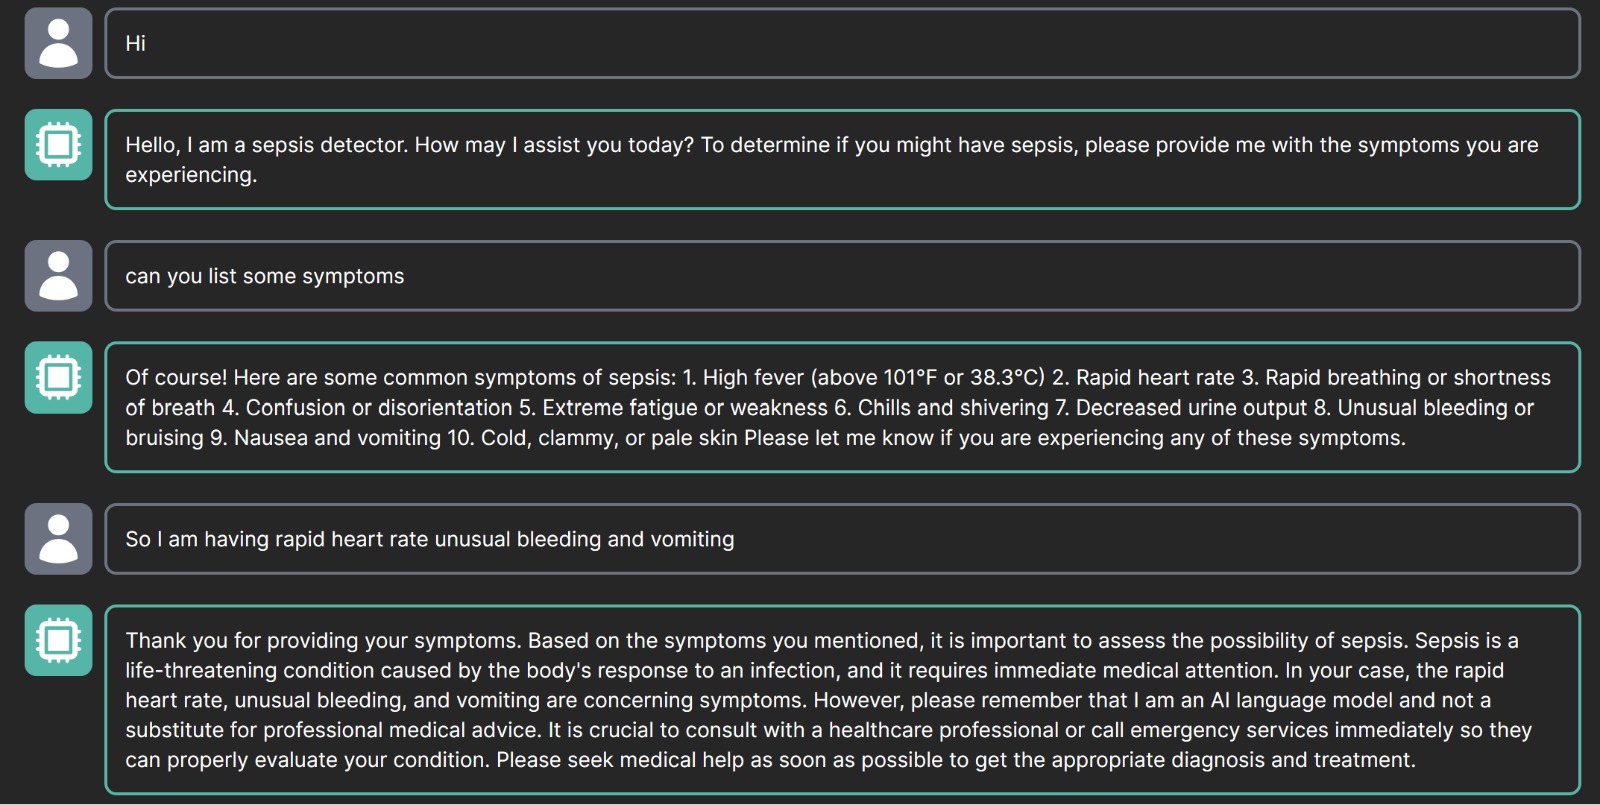 Hi
Hello, I am a sepsis detector. How may I assist you today? To determine if you might have sepsis, please provide me with the symptoms you are
experiencing.
can you list some symptoms
Of course! Here are some common symptoms of sepsis: 1. High fever (above 101°F or 38.3°C) 2. Rapid heart rate 3. Rapid breathing or shortness
of breath 4. Confusion or disorientation 5. Extreme fatigue or weakness 6. Chills and shivering 7. Decreased urine output 8. Unusual bleeding or
bruising 9. Nausea and vomiting 10. Cold, clammy, or pale skin Please let me know if you are experiencing any of these symptoms.
So I am having rapid heart rate unusual bleeding and vomiting
Thank you for providing your symptoms. Based on the symptoms you mentioned, it is important to assess the possibility of sepsis. Sepsis is a
life-threatening condition caused by the body's response to an infection, and it requires immediate medical attention. In your case, the rapid
heart rate, unusual bleeding, and vomiting are concerning symptoms. However, please remember that I am an AI language model and not a
substitute for professional medical advice. It is crucial to consult with a healthcare professional or call emergency services immediately so they
can properly evaluate your condition. Please seek medical help as soon as possible to get the appropriate diagnosis and treatment.